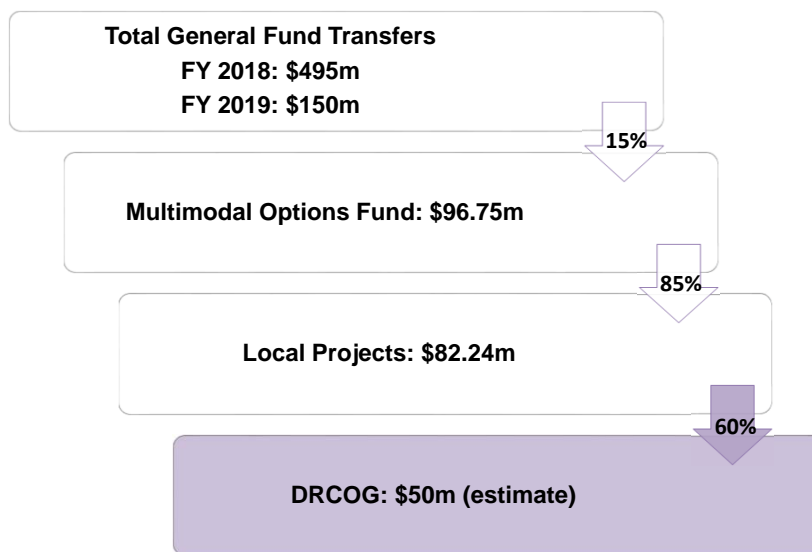 Total General Fund Transfers
FY 2018: $495m
FY 2019: $150m
15%
Multimodal Options Fund: $96.75m
85%
Local Projects: $82.24m
60%
DRCOG: $50m (estimate)